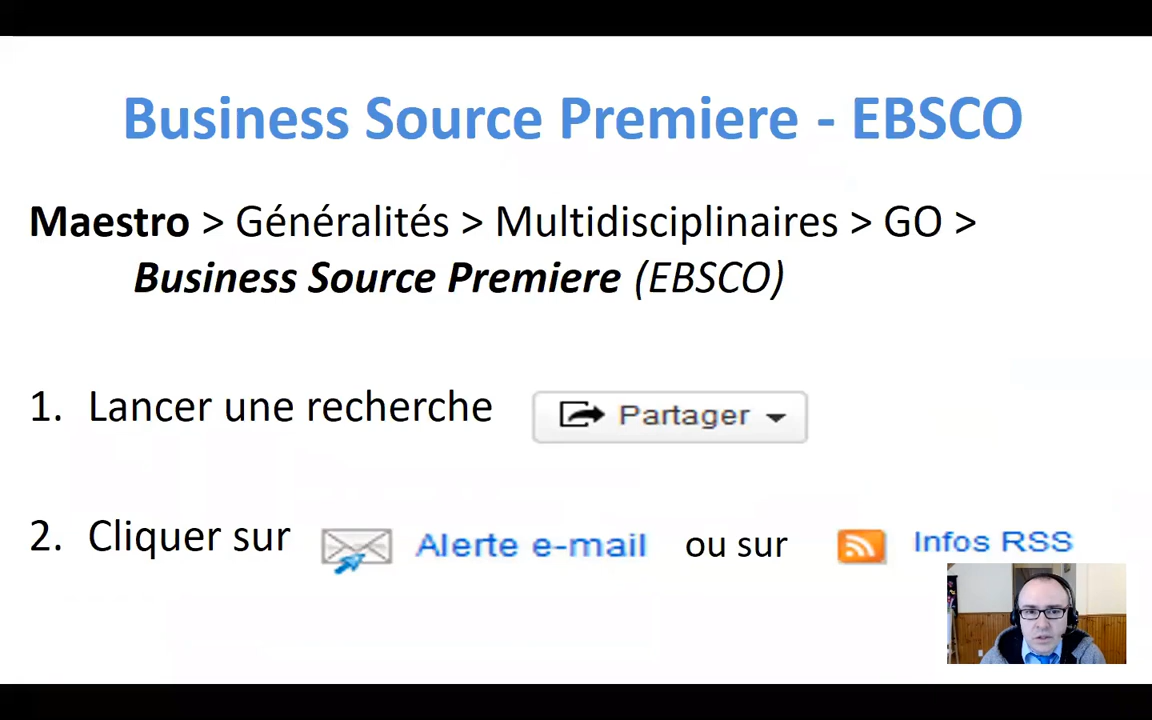 Business Source Premiere - EBSCO
Maestro > Généralités > Multidisciplinaires > GO >
Business Source Premiere (EBSCO)
1. Lancer une recherche Partager
2. Cliquer sur Alerte e-mail ou sur Infos RSS